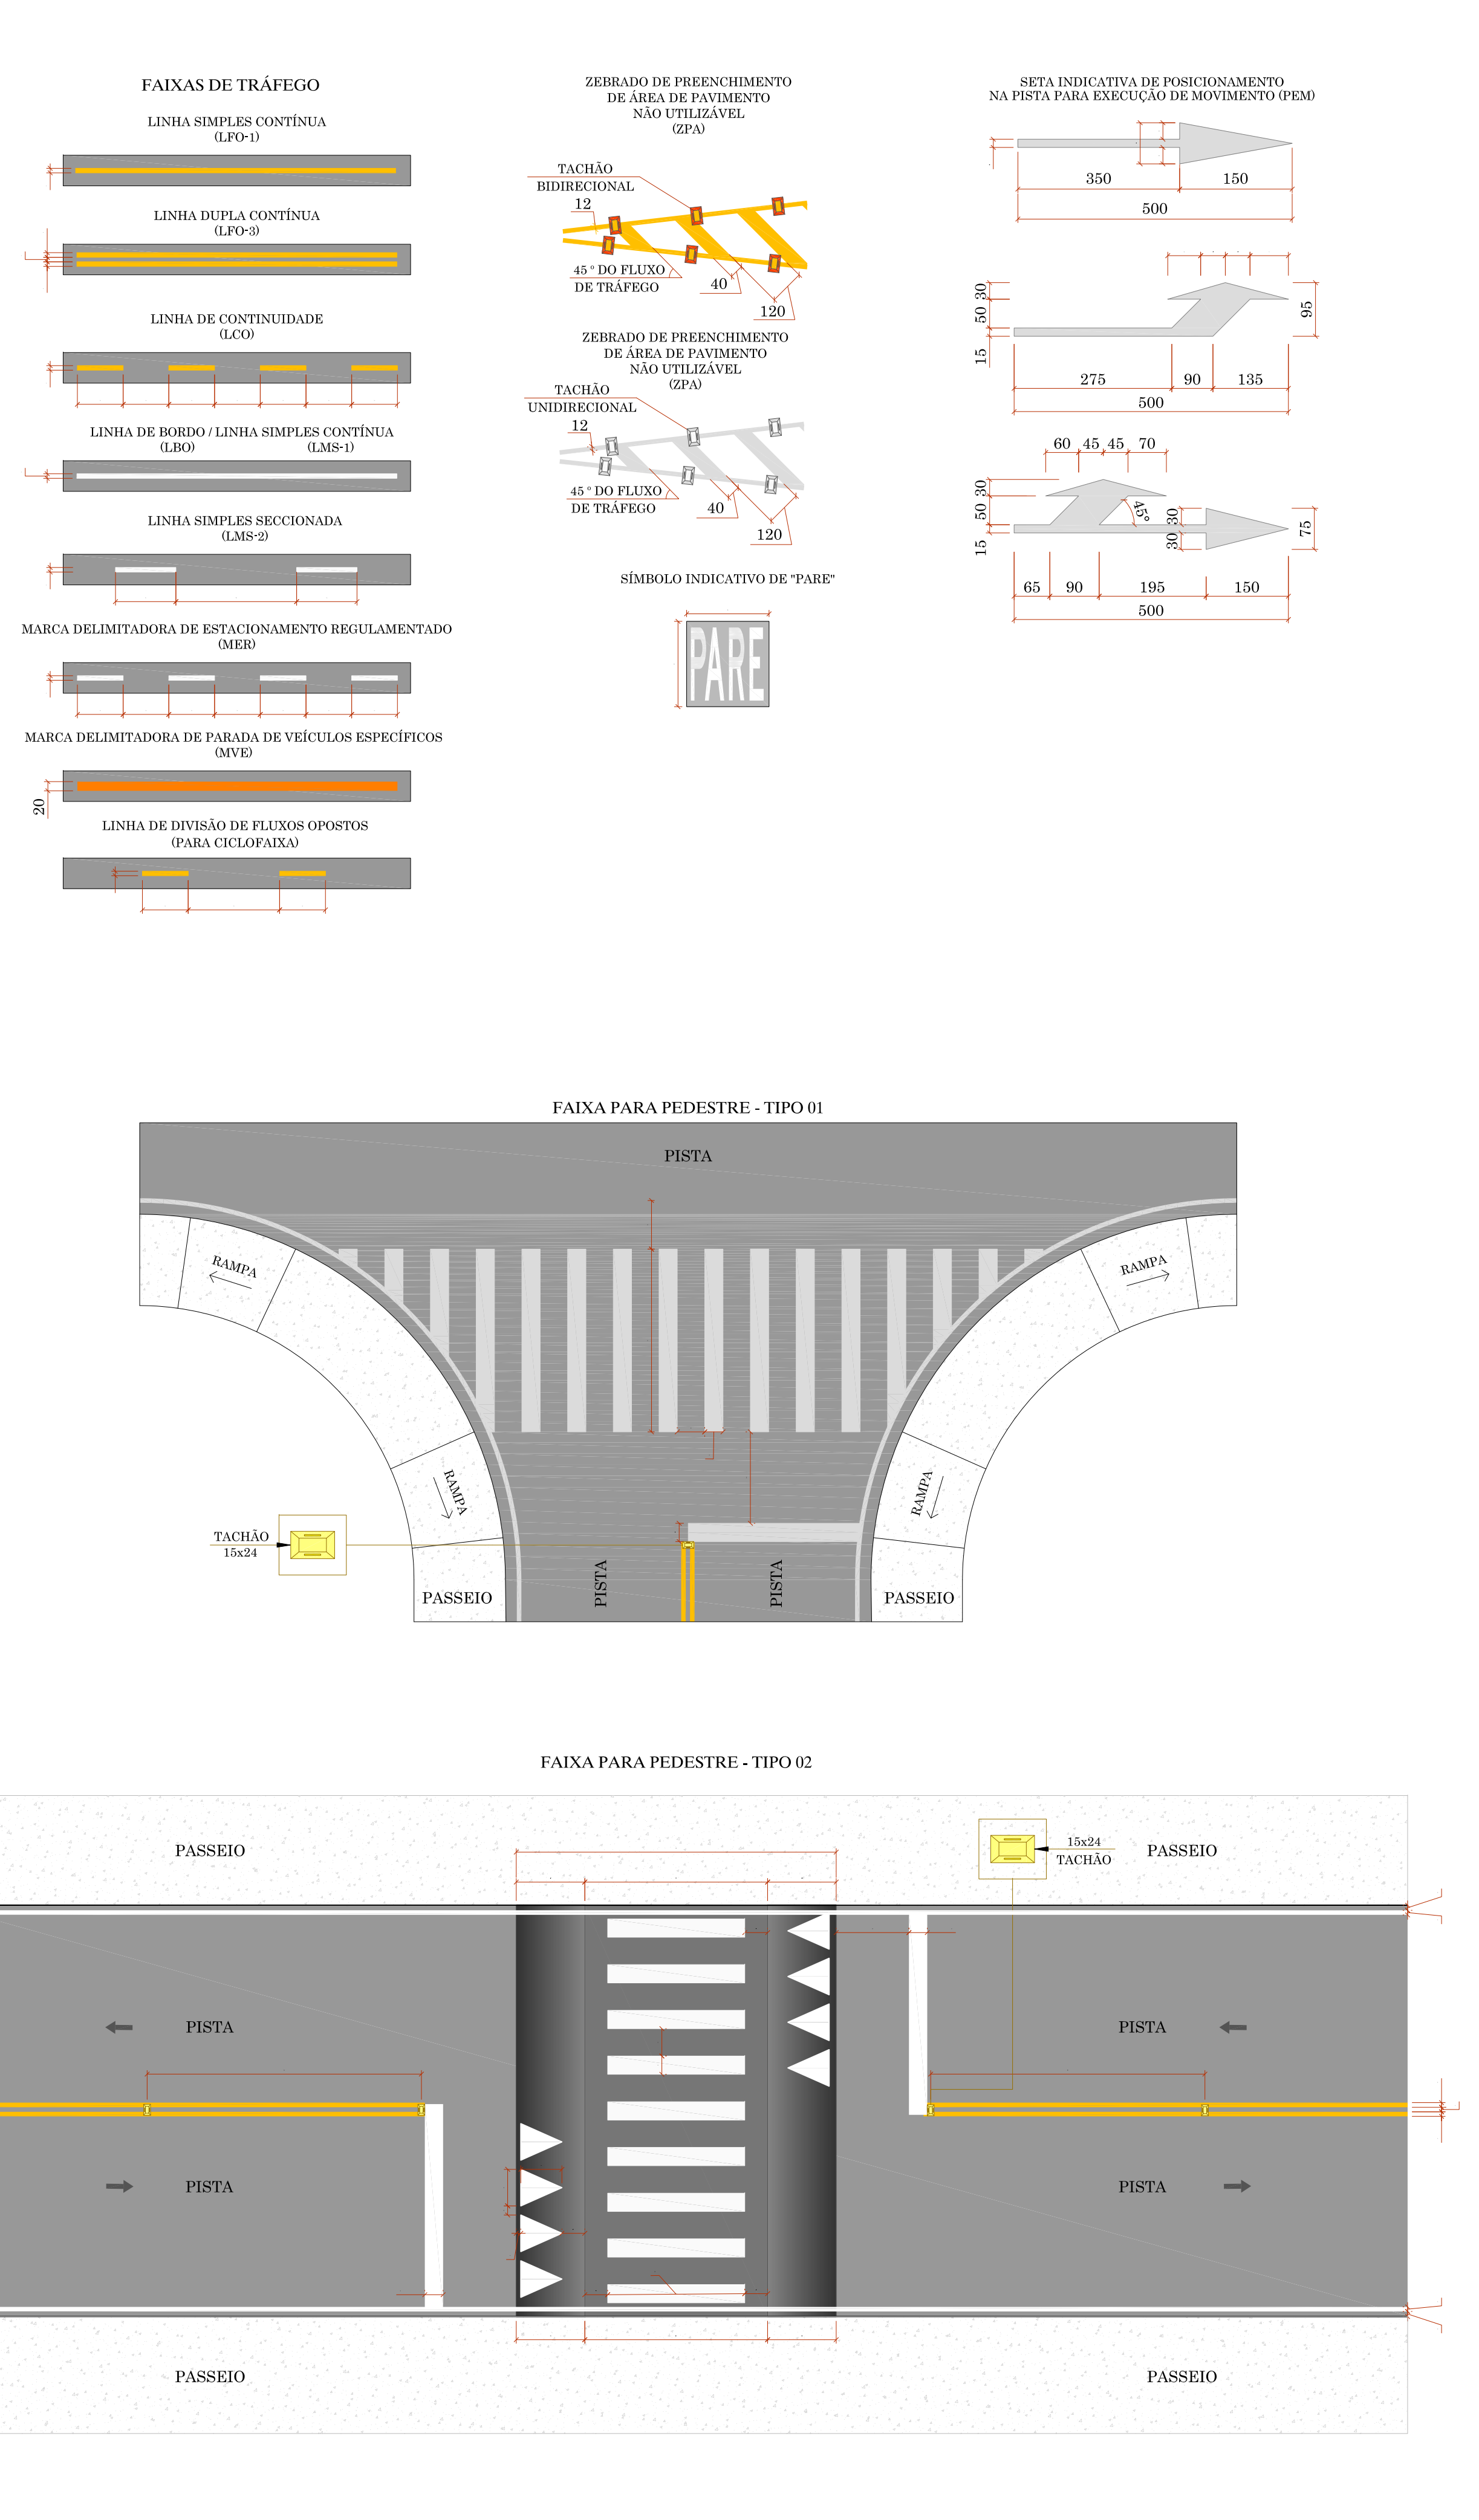 FAIXAS DE TRÁFEGO
LINHA SIMPLES CONTÍNUA
(LFO-1)
LINHA DUPLA CONTÍNUA
(LFO-3)
LINHA DE CONTINUIDADE
(LCO)
LINHA DE BORDO / LINHA SIMPLES CONTÍNUA
(LBO) (LMS-1)
LINHA SIMPLES SECCIONADA
(LMS-2)
MARCA DELIMITADORA DE ESTACIONAMENTO REGULAMENTADO
(MER)
MARCA DELIMITADORA DE PARADA DE VEÍCULOS ESPECÍFICOS
(MVE)
20
LINHA DE DIVISÃO DE FLUXOS OPOSTOS
(PARA CICLOFAIXA)
ZEBRADO DE PREENCHIMENTO
DE ÁREA DE PAVIMENTO
NÃO UTILIZÁVEL
(ZPA)
TACHÃO
BIDIRECIONAL
12
45 º DO FLUXO
DE TRÁFEGO
40
120
ZEBRADO DE PREENCHIMENTO
DE ÁREA DE PAVIMENTO
NÃO UTILIZÁVEL
(ZPA)
TACHÃO
UNIDIRECIONAL
12
45 º DO FLUXO
DE TRÁFEGO
40
120
SÍMBOLO INDICATIVO DE "PARE"
PARE
SETA INDICATIVA DE POSICIONAMENTO
NA PISTA PARA EXECUÇÃO DE MOVIMENTO (PEM)
350 150
500
30
50
15
95
275 90 135
500
60 45 45 70
30
50
15
45°
30
30
75
65 90 195 150
500
FAIXA PARA PEDESTRE - TIPO 01
PISTA
RAMPA
RAMPA
RAMPA
RAMPA
TACHÃO
15x24
PISTA
PISTA
PASSEIO
PASSEIO
FAIXA PARA PEDESTRE - TIPO 02
PASSEIO
15x24
TACHÃO
PASSEIO
PISTA
PISTA
PISTA
PISTA
PASSEIO
PASSEIO